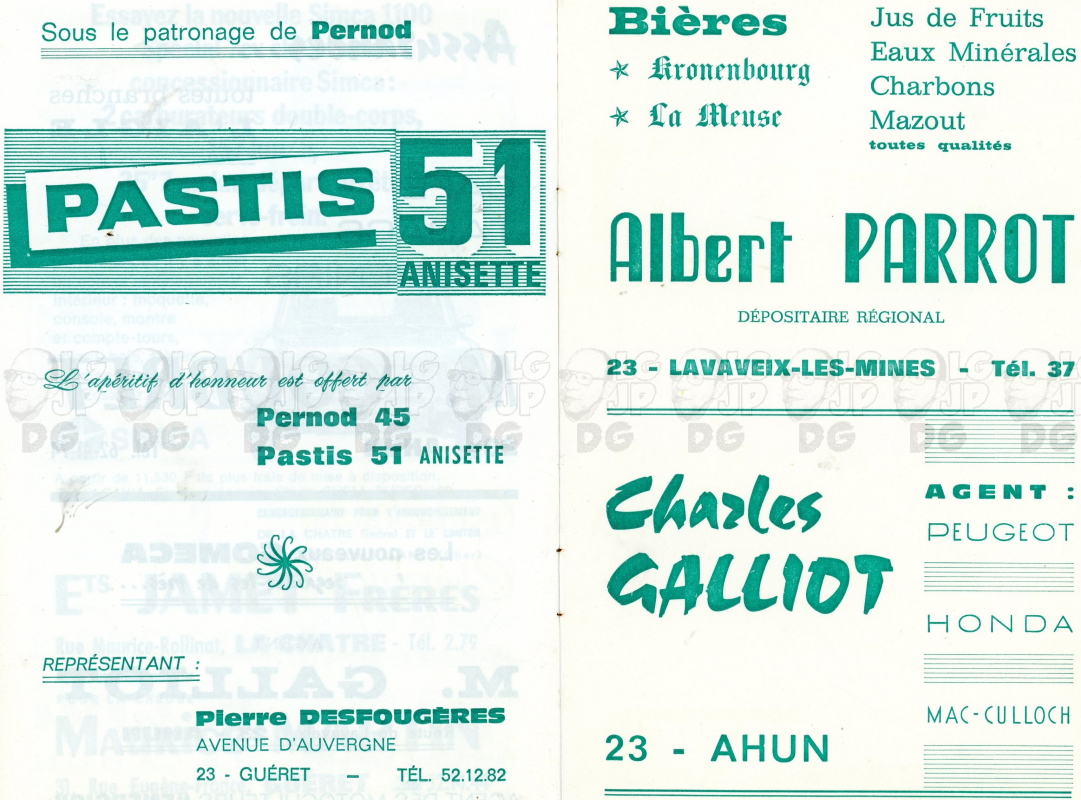 Sous le patronage de Pernod
PASTIS 51
ANISETTE
L'apéritif d'honneur est offert par
Pernod 45
Pastis 51 ANISETTE
REPRÉSENTANT :
Pierre DESFOUGÈRES
AVENUE D'AUVERGNE
23 - GUÉRET – TÉL. 52.12.82
Bières
Kronenbourg
La Meuse
Jus de Fruits
Eaux Minérales
Charbons
Mazout
toutes qualités
Albert PARROT
DÉPOSITAIRE RÉGIONAL
23 - LAVAVEIX-LES-MINES - Tél. 37
Charles
GALLIOT
23 - AHUN
AGENT :
PEUGEOT
HONDA
MAC-CULLOCH